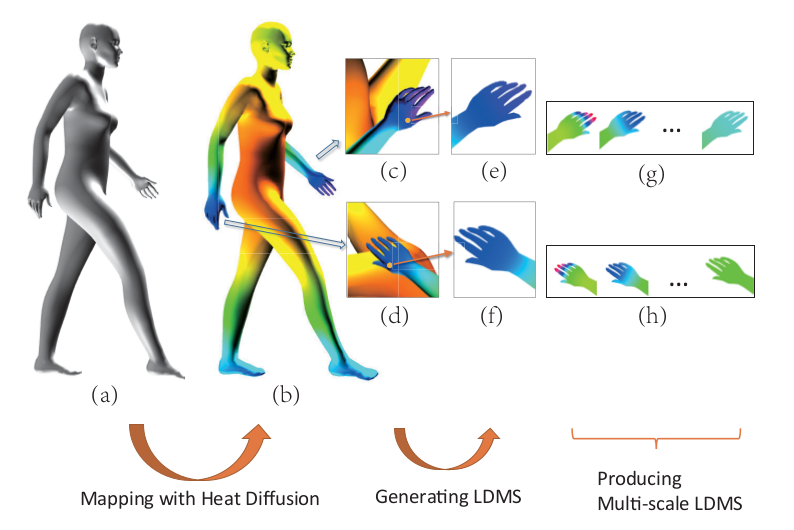 (c)
(e)
(g)
(d)
(f)
(h)
(a)
(b)
Mapping with Heat Diffusion
Generating LDMS
Producing
Multi-scale LDMS